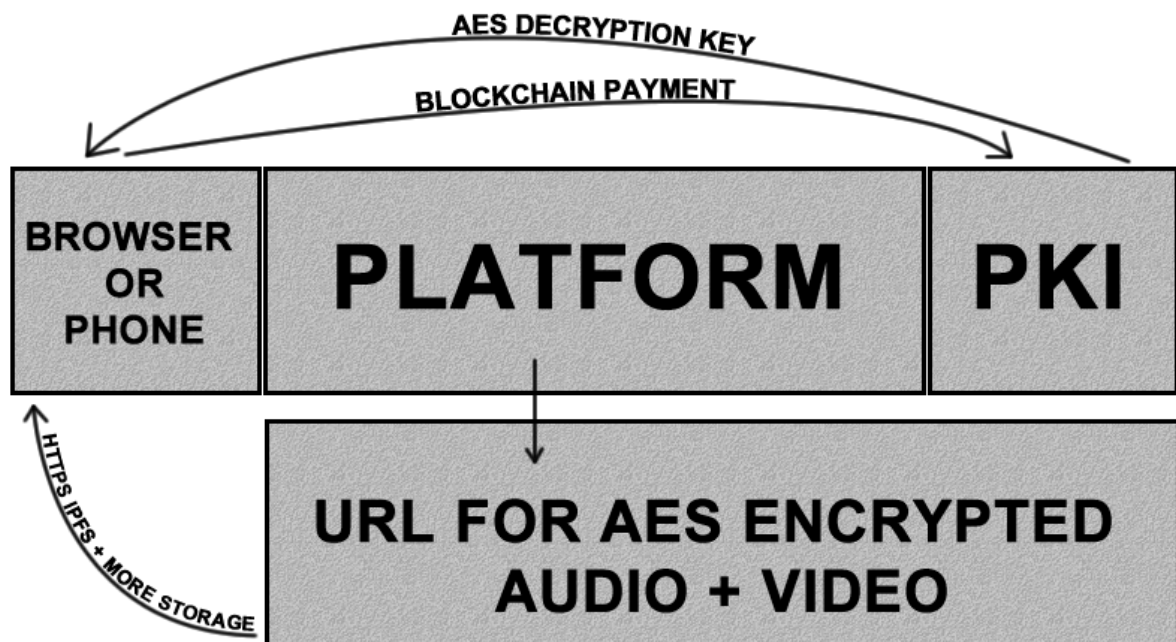 AES DECRYPTION KEY
BLOCKCHAIN PAYMENT
BROWSER
OR
PHONE
PLATFORM
PKI
HTTPS IPFS + MORE STORAGE
URL FOR AES ENCRYPTED
AUDIO + VIDEO